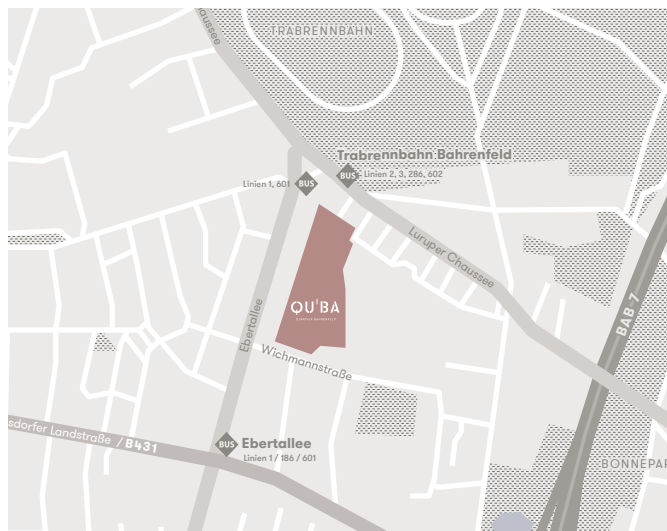 haussee
TRABRENNBAHN
Trabrennbahn Bahrenfeld
BUS
Linien 2, 3, 286, 602
Linien 1, 601
BUS
Luruper Chaussee
QU'BA
Ebertallee
BAB-7
Wichmannstraße
sdorfer Landstraße / B431
BUS
Ebertallee
Linien 1 / 186 / 601
BONNEPAR